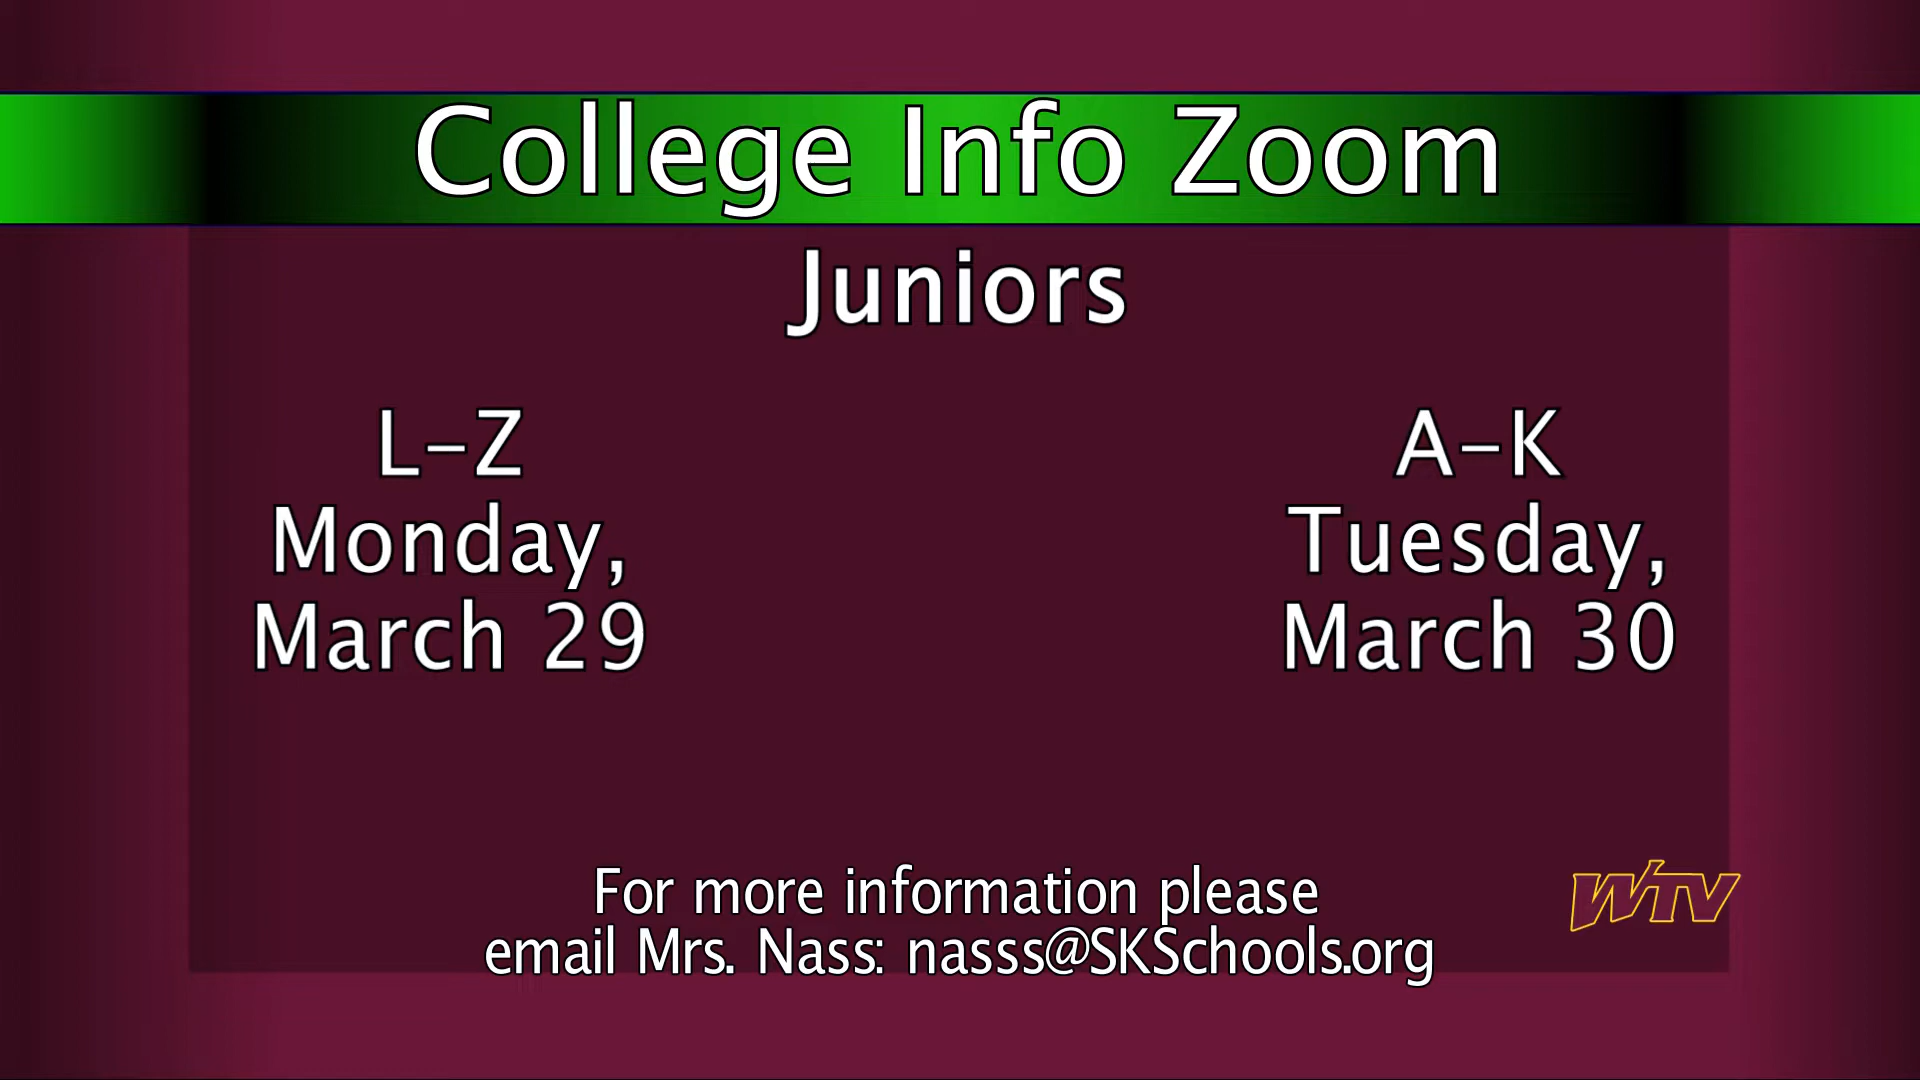 College Info Zoom
Juniors
L-Z
Monday,
March 29
A-K
Tuesday,
March 30
For more information please
email Mrs. Nass: nasss@SKSchools.org
WTV